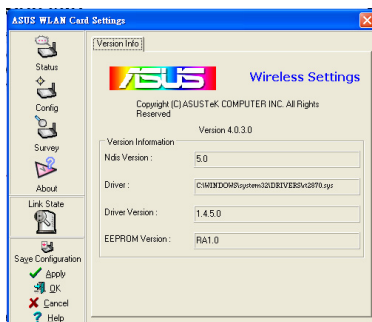 ASUS WLAN Card Settings
Status
Config
Survey
About
Link State
Save Configuration
Apply
OK
Cancel
Help
Version Info
ASUS
Wireless Settings
Copyright (C) ASUSTeK COMPUTER INC. All Rights
Reserved
Version 4.0.3.0
Version Information
Ndis Version :
5.0
Driver :
C:\WINDOWS\system32\DRIVERS\rt2870.sys
Driver Version :
1.4.5.0
EEPROM Version :
RA1.0